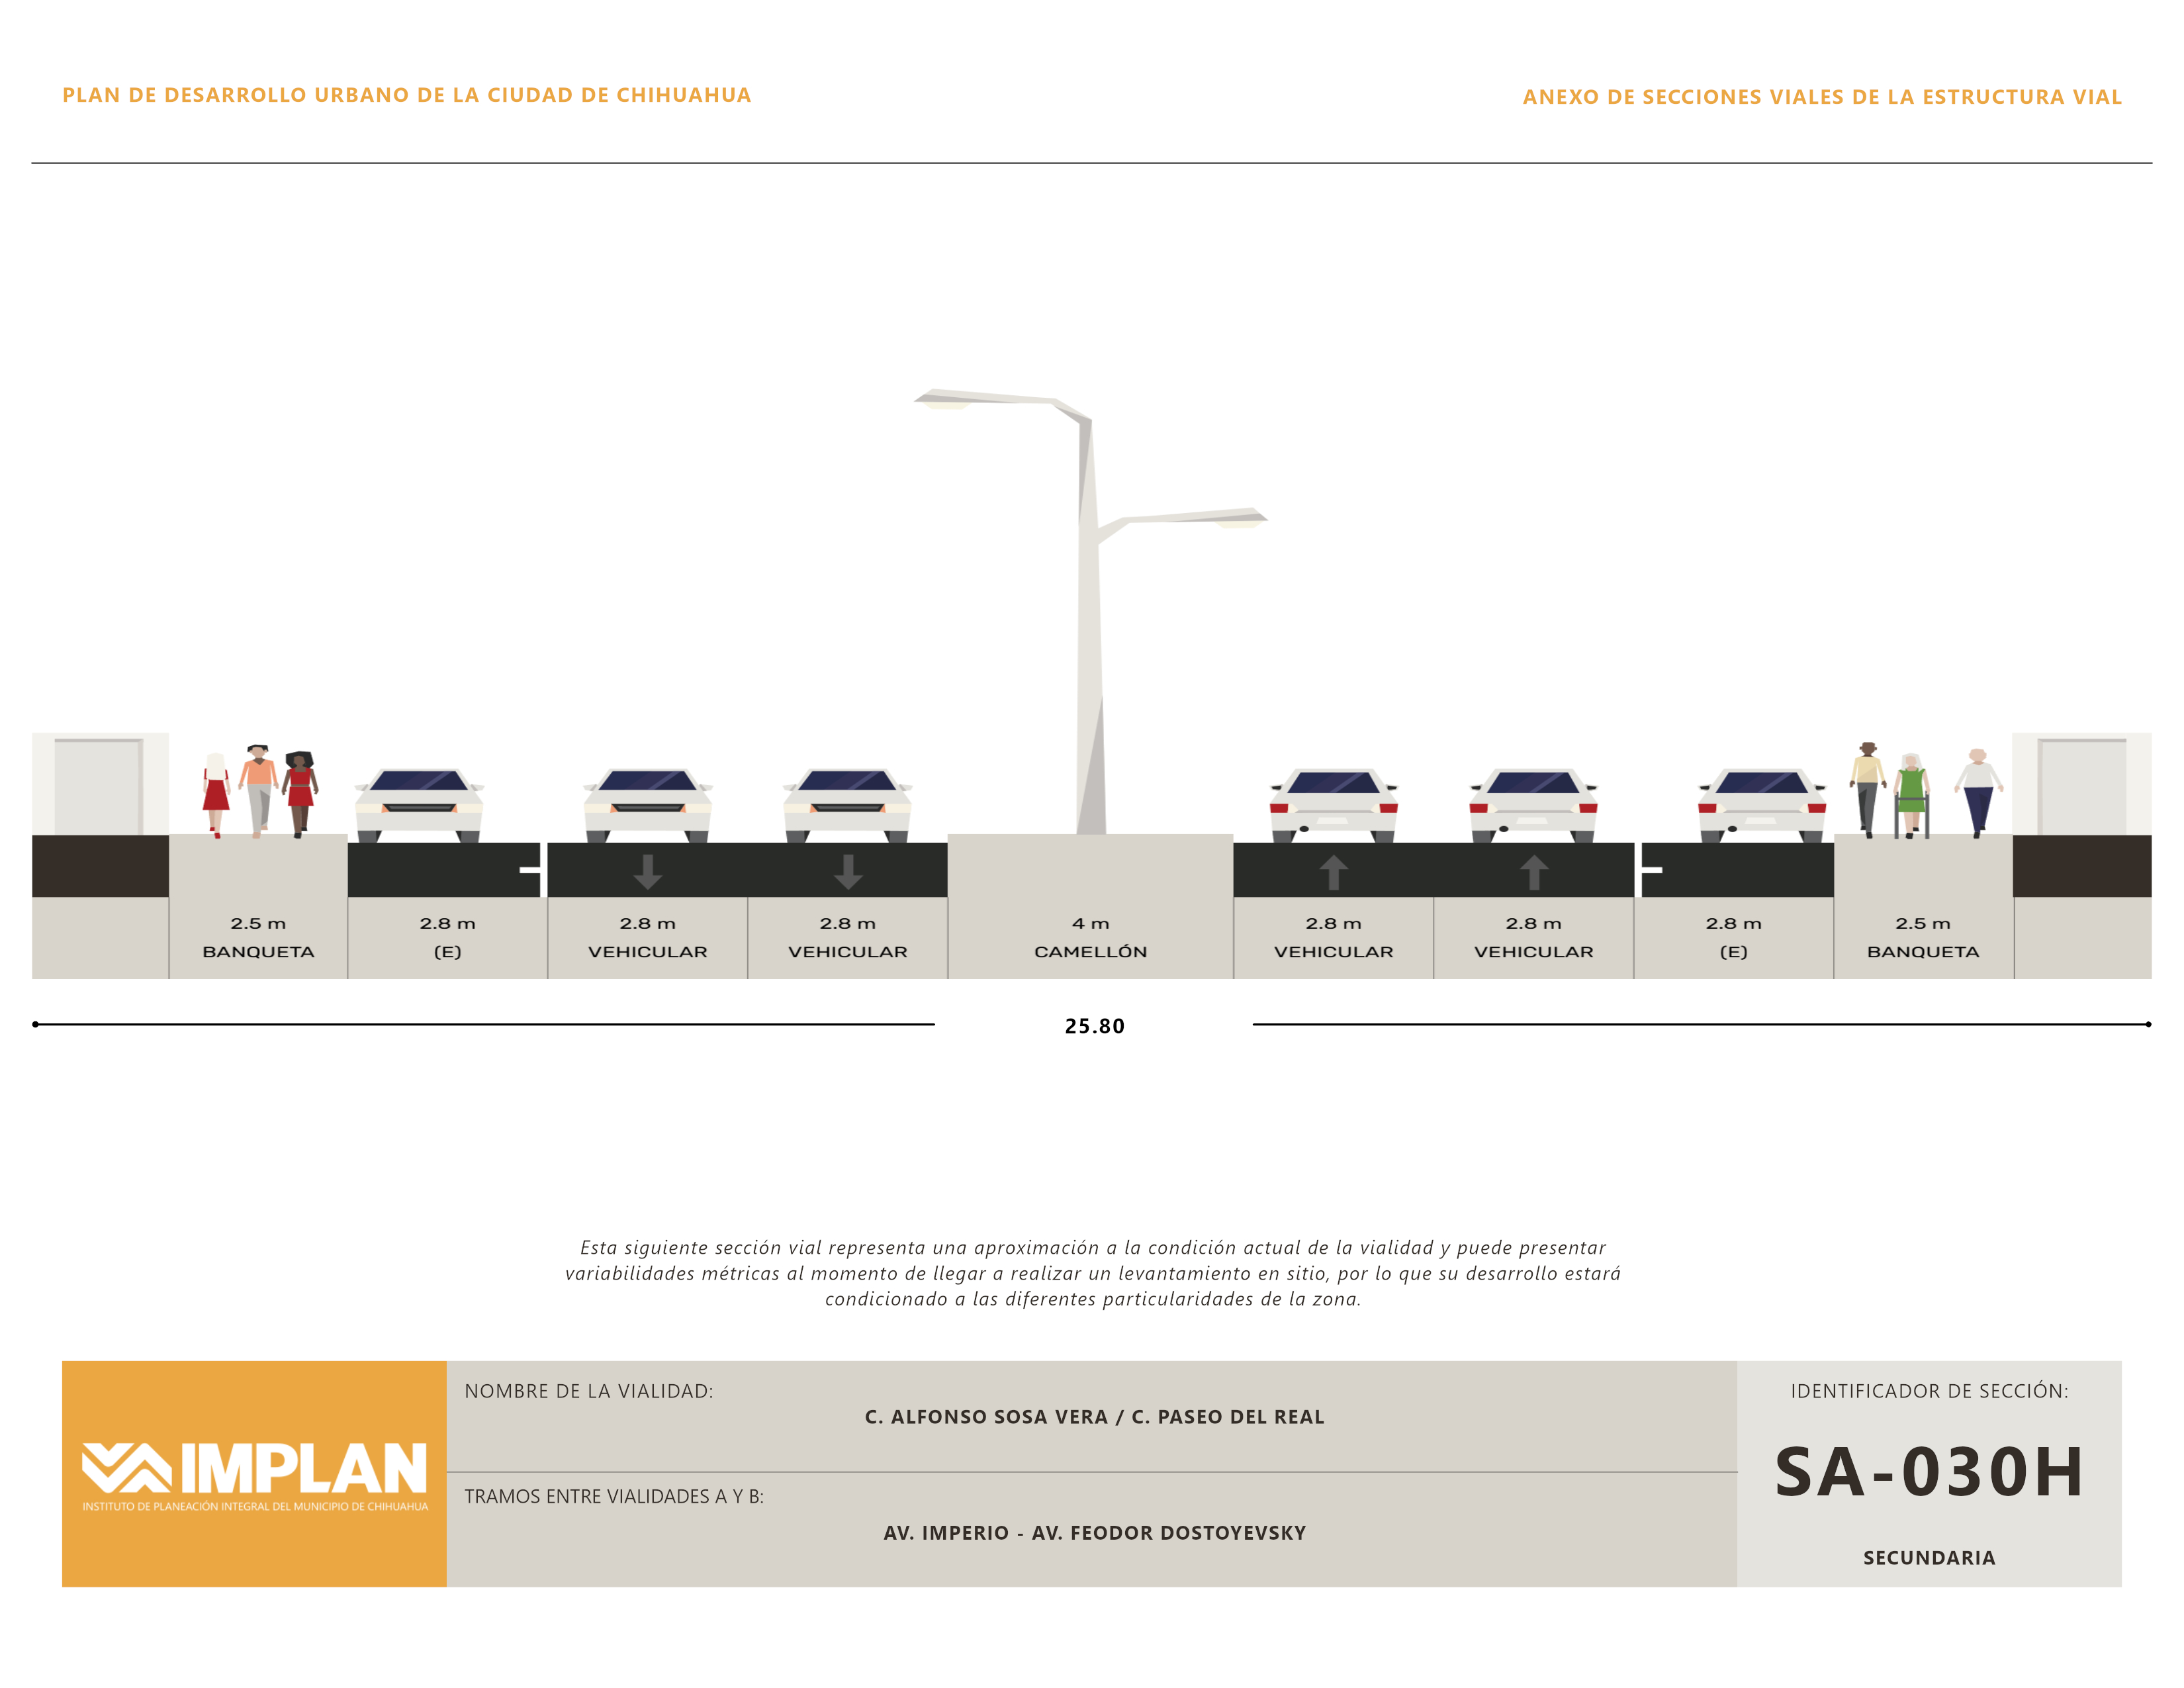 PLAN DE DESARROLLO URBANO DE LA CIUDAD DE CHIHUAHUA
ANEXO DE SECCIONES VIALES DE LA ESTRUCTURA VIAL
2.5 m
BANQUETA
2.8 m
(E)
2.8 m
VEHICULAR
2.8 m
VEHICULAR
4 m
CAMELLÓN
2.8 m
VEHICULAR
2.8 m
VEHICULAR
2.8 m
(E)
2.5 m
BANQUETA
25.80
Esta siguiente sección vial representa una aproximación a la condición actual de la vialidad y puede presentar
variabilidades métricas al momento de llegar a realizar un levantamiento en sitio, por lo que su desarrollo estará
condicionado a las diferentes particularidades de la zona.
IMPLAN
INSTITUTO DE PLANEACIÓN INTEGRAL DEL MUNICIPIO DE CHIHUAHUA
NOMBRE DE LA VIALIDAD:
C. ALFONSO SOSA VERA / C. PASEO DEL REAL
TRAMOS ENTRE VIALIDADES A Y B:
AV. IMPERIO - AV. FEODOR DOSTOYEVSKY
IDENTIFICADOR DE SECCIÓN:
SA-030H
SECUNDARIA